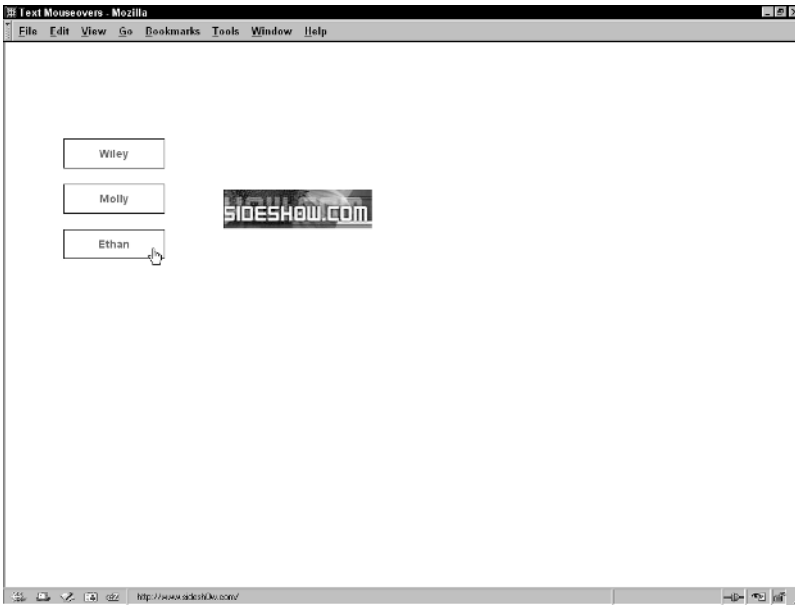 Text Mouseovers - Mozilla
File Edit View Go Bookmarks Tools Window Help
Wiley
Molly
SIDESHOW.COM
Ethan
http://www.sidesh0w.com/